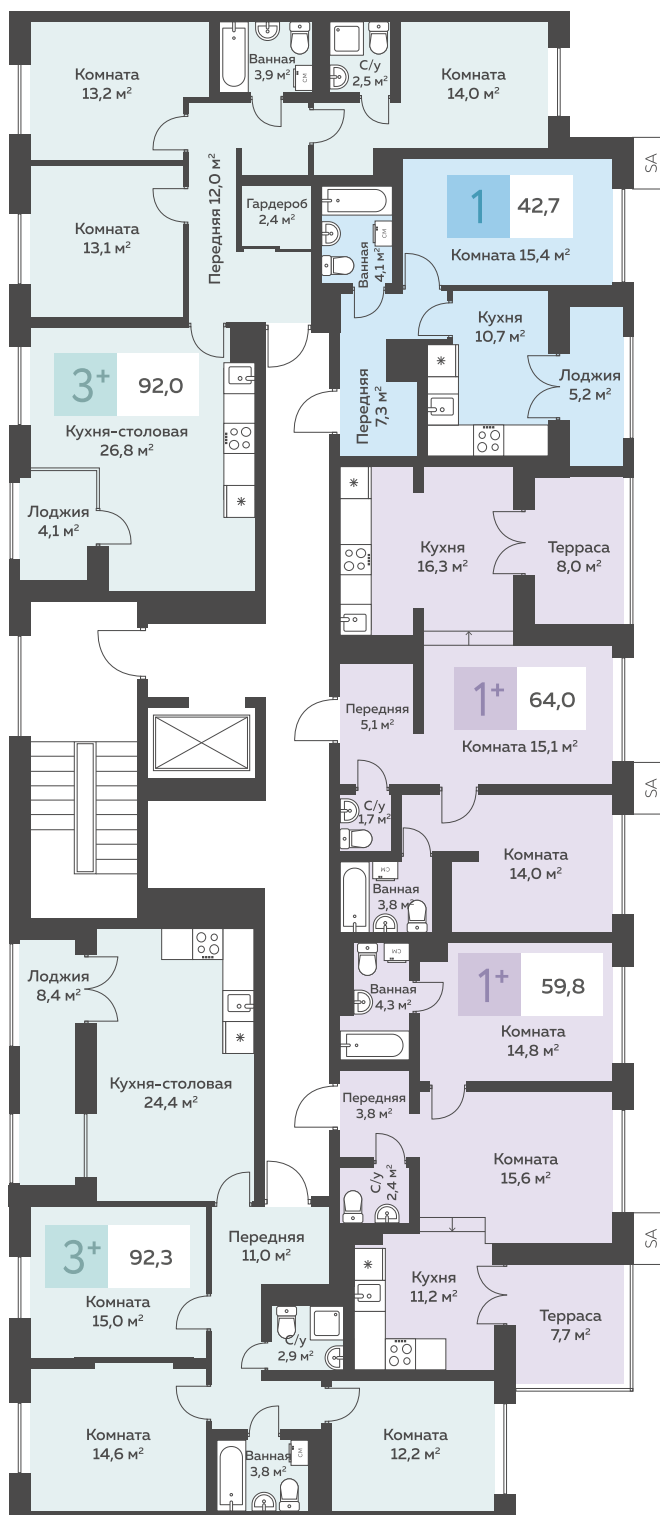 Комната
13,2 м²
Ванная
3,9 м²
СМ
С/у
2,5 м²
Комната
14,0 м²
SA
Комната
13,1 м²
Передняя 12,0 м²
Гардероб
2,4 м²
Ванная
4,1 м²
СМ
1
42,7
Комната 15,4 м²
Кухня
10,7 м²
Лоджия
5,2 м²
Передняя
7,3 м²
3+
92,0
Кухня-столовая
26,8 м²
Лоджия
4,1 м²
Кухня
16,3 м²
Терраса
8,0 м²
Передняя
5,1 м²
1+
64,0
Комната 15,1 м²
SA
С/у
1,7 м²
Ванная
3,8 м²
СМ
Комната
14,0 м²
Ванная
4,3 м²
СМ
1+
59,8
Комната
14,8 м²
Лоджия
8,4 м²
Кухня-столовая
24,4 м²
Передняя
3,8 м²
С/у
2,4 м²
Комната
15,6 м²
SA
Кухня
11,2 м²
Терраса
7,7 м²
3+
92,3
Комната
15,0 м²
Передняя
11,0 м²
С/у
2,9 м²
Комната
14,6 м²
Ванная
3,8 м²
СМ
Комната
12,2 м²